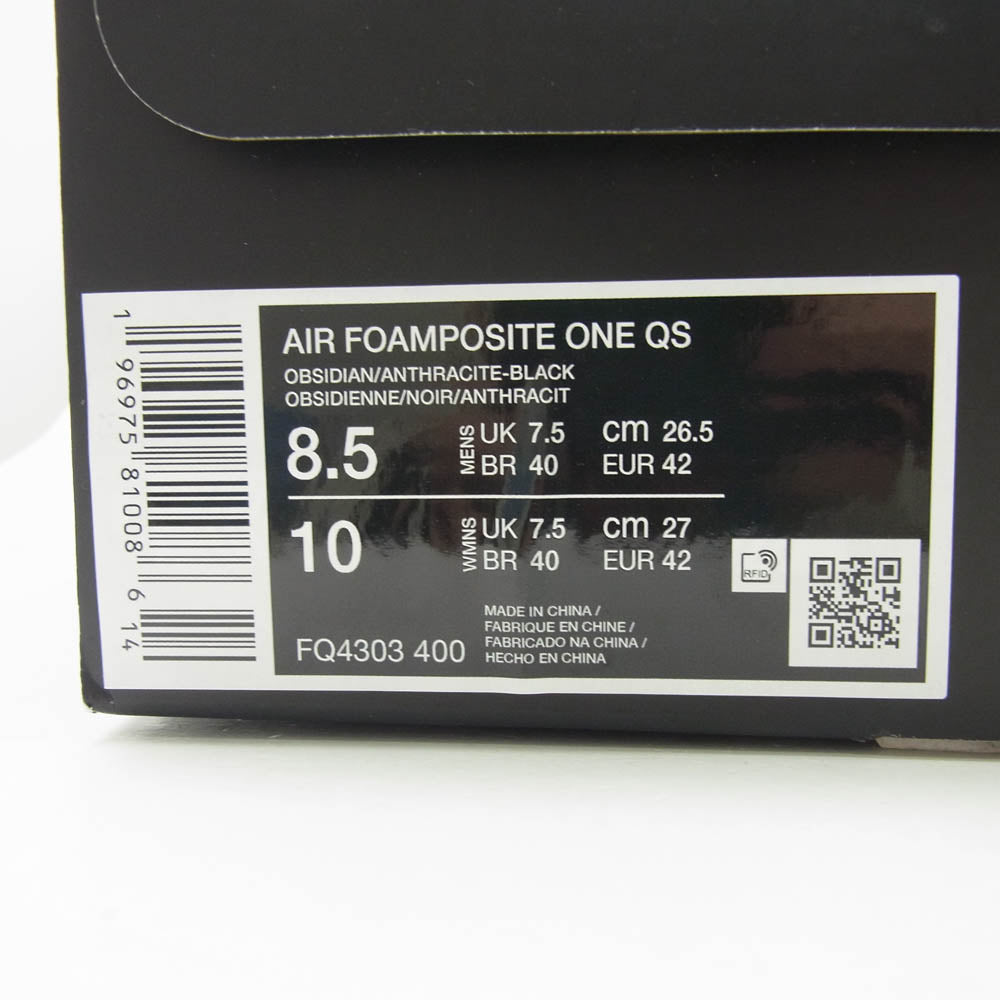 AIR FOAMPOSITE ONE QS
OBSIDIAN/ANTHRACITE-BLACK
OBSIDIENNE/NOIR/ANTHRACIT
8.5 MENS UK 7.5 cm 26.5
BR 40 EUR 42
10 WMNS UK 7.5 cm 27
BR 40 EUR 42
RFID
MADE IN CHINA /
FABRIQUE EN CHINE /
FABRICADO NA CHINA /
HECHO EN CHINA
FQ4303 400
1 96975 81008 6 14